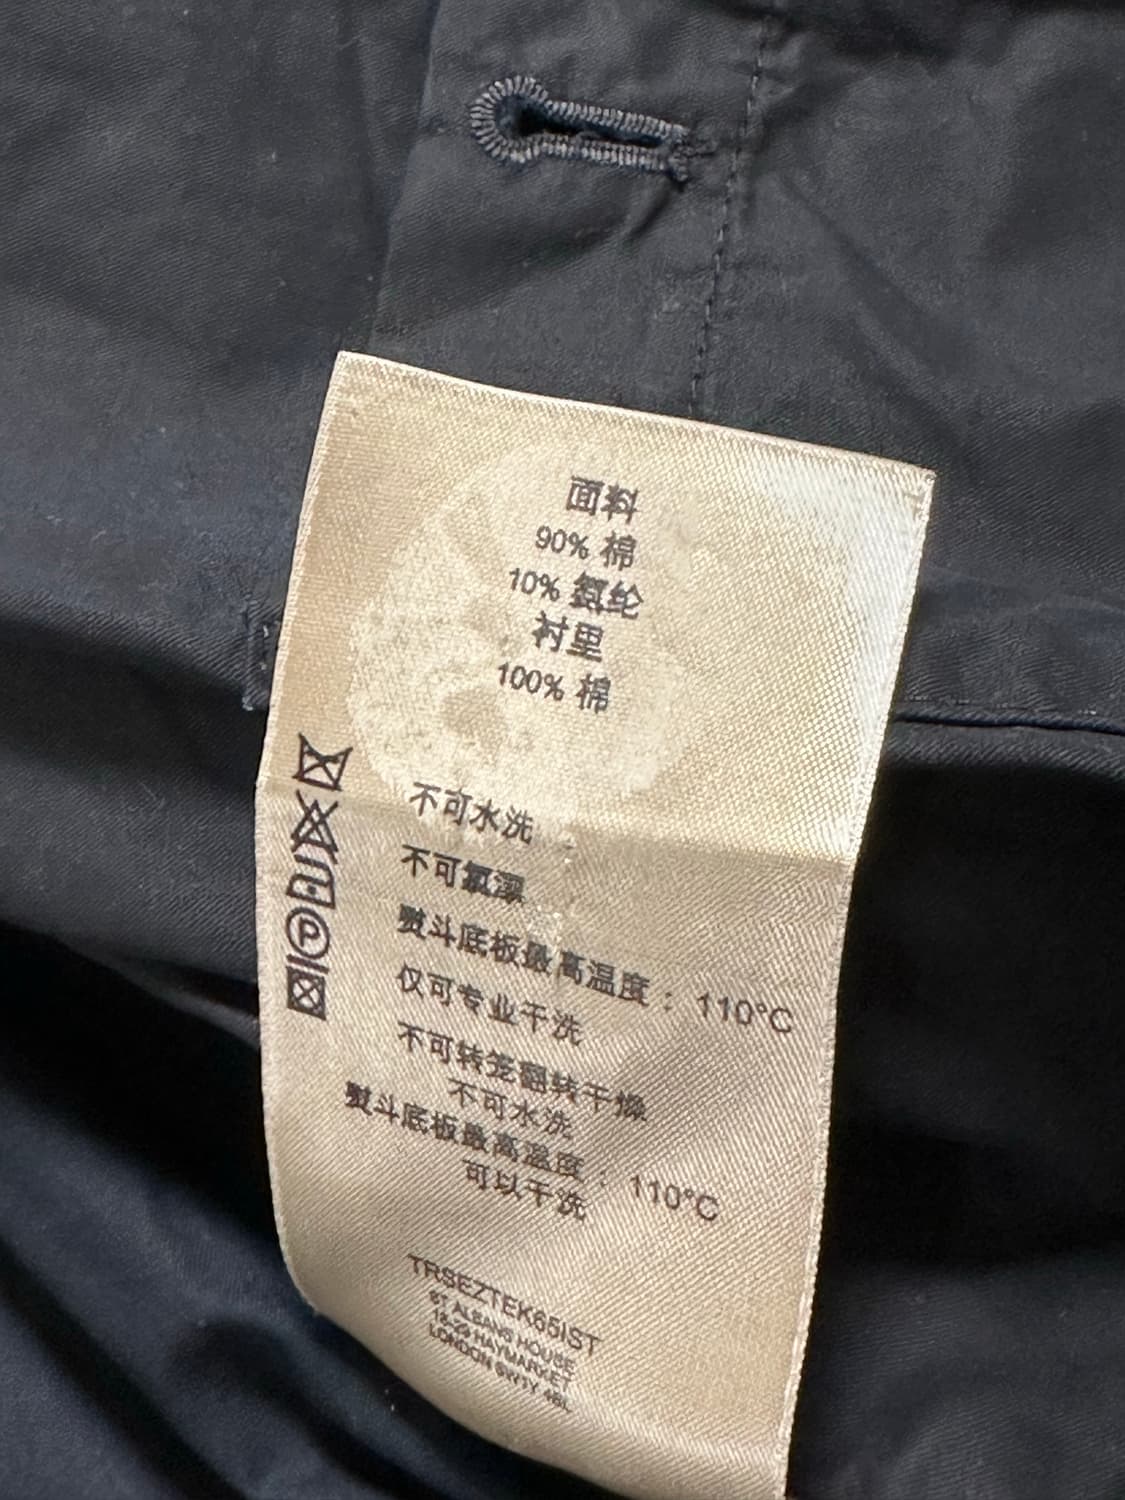 面料
90% 棉
10% 氨纶
衬里
100% 棉
不可水洗
不可氯漂
熨斗底板最高温度： 110°C
仅可专业干洗
不可转笼翻转干燥
不可水洗
熨斗底板最高温度： 110°C
可以干洗
TRSEZTEK65IST
ST ALBANS HOUSE
HAYMARKET
LONDON SW1Y